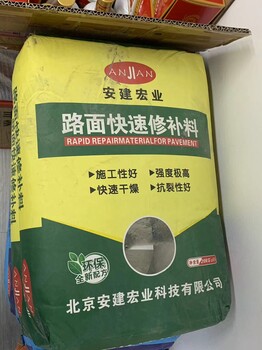 ANJIAN
安建宏业
路面快速修补料
RAPID REPAIRMATERIALFOR PAVEMENT
▶施工性好 ▶强度极高
▶快速干燥 ▶抗裂性好
环保
全新配方
北京安建宏业科技有限公司